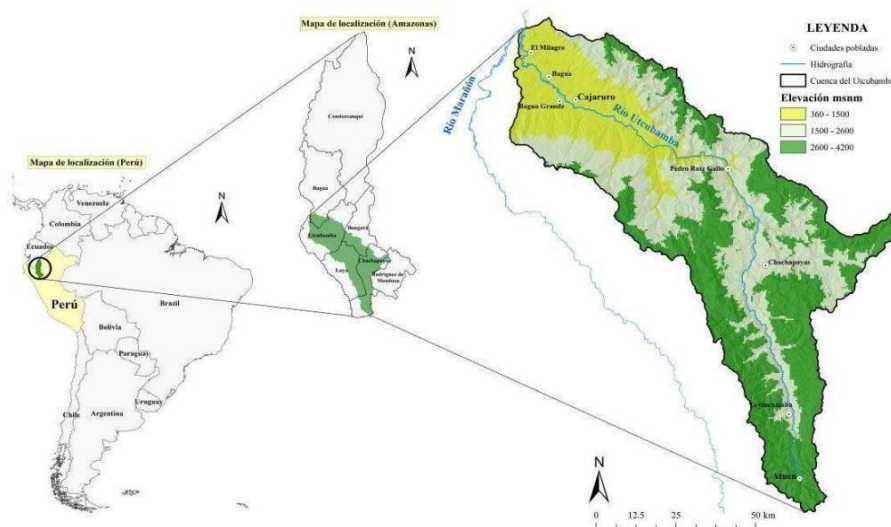 Mapa de localización (Perú)
N
Venezuela
Colombia
Ecuador
Perú
Brazil
Bolivia
Paraguay
Uruguay
Chile
Argentina
Mapa de localización (Amazonas)
N
Condorcanqui
Bagua
Utcubamba
Bongará
Luya
Chachapoyas
Rodríguez de
Mendoza
Río Marañón
El Milagro
Bagua
Cajaruro
Bagua Grande
Río Utcubamba
Pedro Ruiz Gallo
Chachapoyas
Atuen
LEYENDA
Ciudades pobladas
Hidrografía
Cuenca del Utcubamba
Elevación msnm
360 - 1500
1500 - 2600
2600 - 4200
N
0 12.5 25 50 km